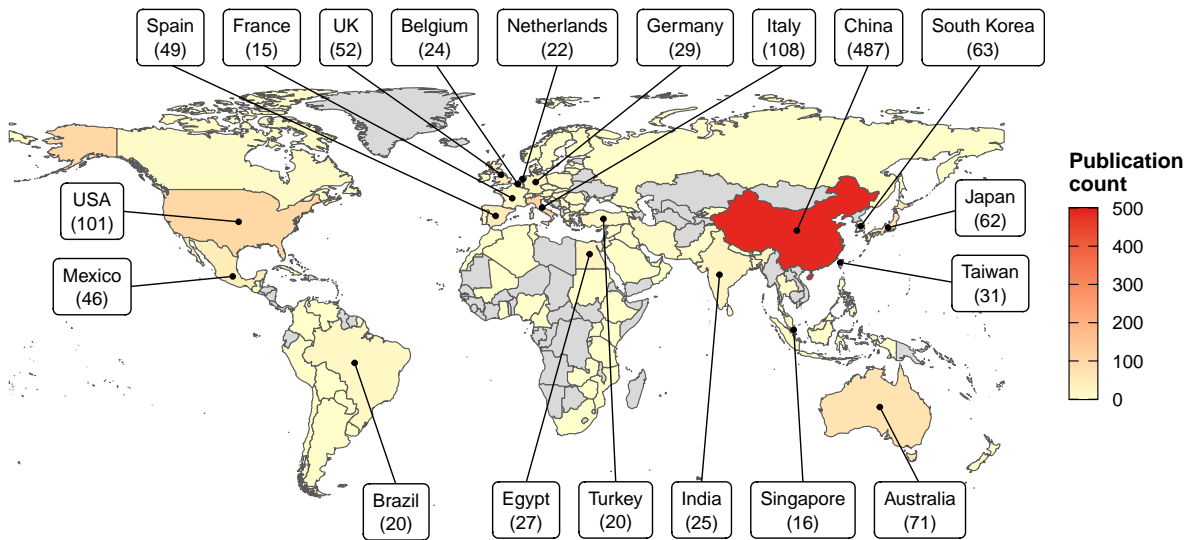 Spain
(49)
France
(15)
UK
(52)
Belgium
(24)
Netherlands
(22)
Germany
(29)
Italy
(108)
China
(487)
South Korea
(63)
USA
(101)
Mexico
(46)
Japan
(62)
Taiwan
(31)
Brazil
(20)
Egypt
(27)
Turkey
(20)
India
(25)
Singapore
(16)
Australia
(71)
Publication
count
500
400
300
200
100
0